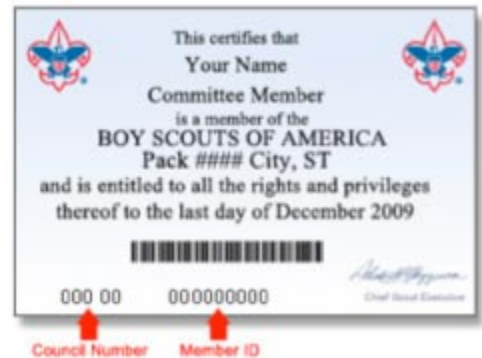 This certifies that
Your Name
Committee Member
is a member of the
BOY SCOUTS OF AMERICA
Pack #### City, ST
and is entitled to all the rights and privileges
thereof to the last day of December 2009
000 00 000000000
Chief Scout Executive
Council Number Member ID